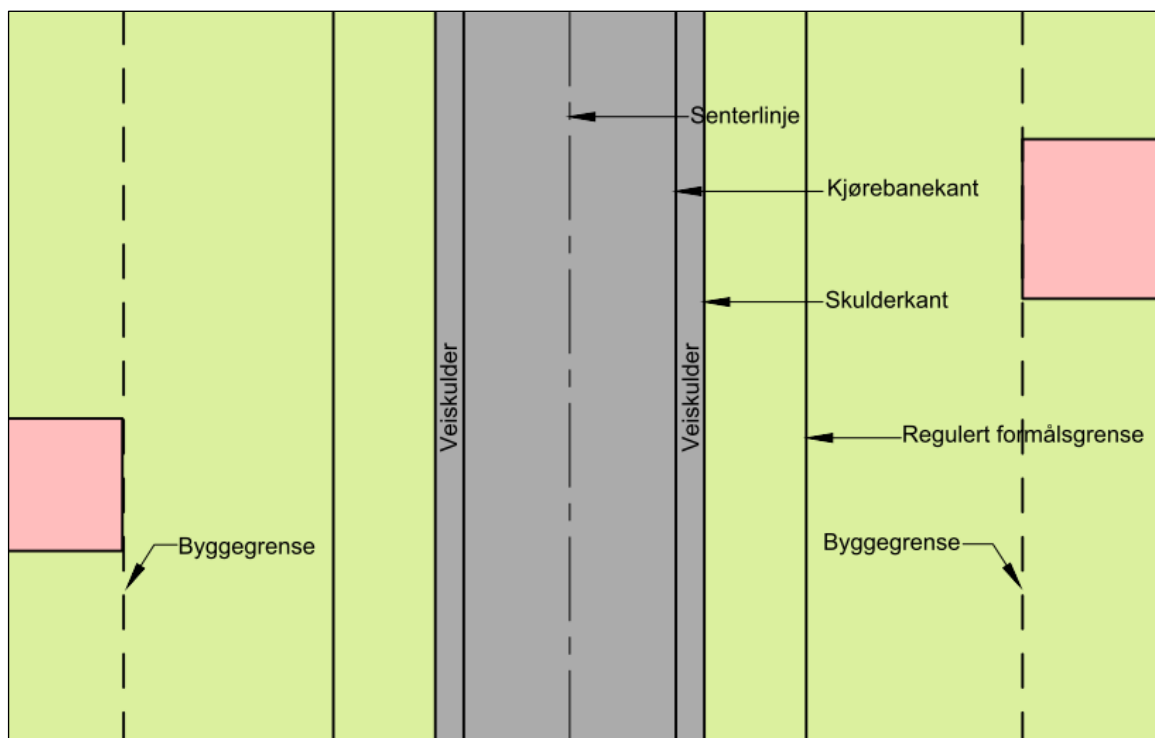 Senterlinje
Kjørebanekant
Skulderkant
Veiskulder
Veiskulder
Regulert formålsgrense
Byggegrense
Byggegrense